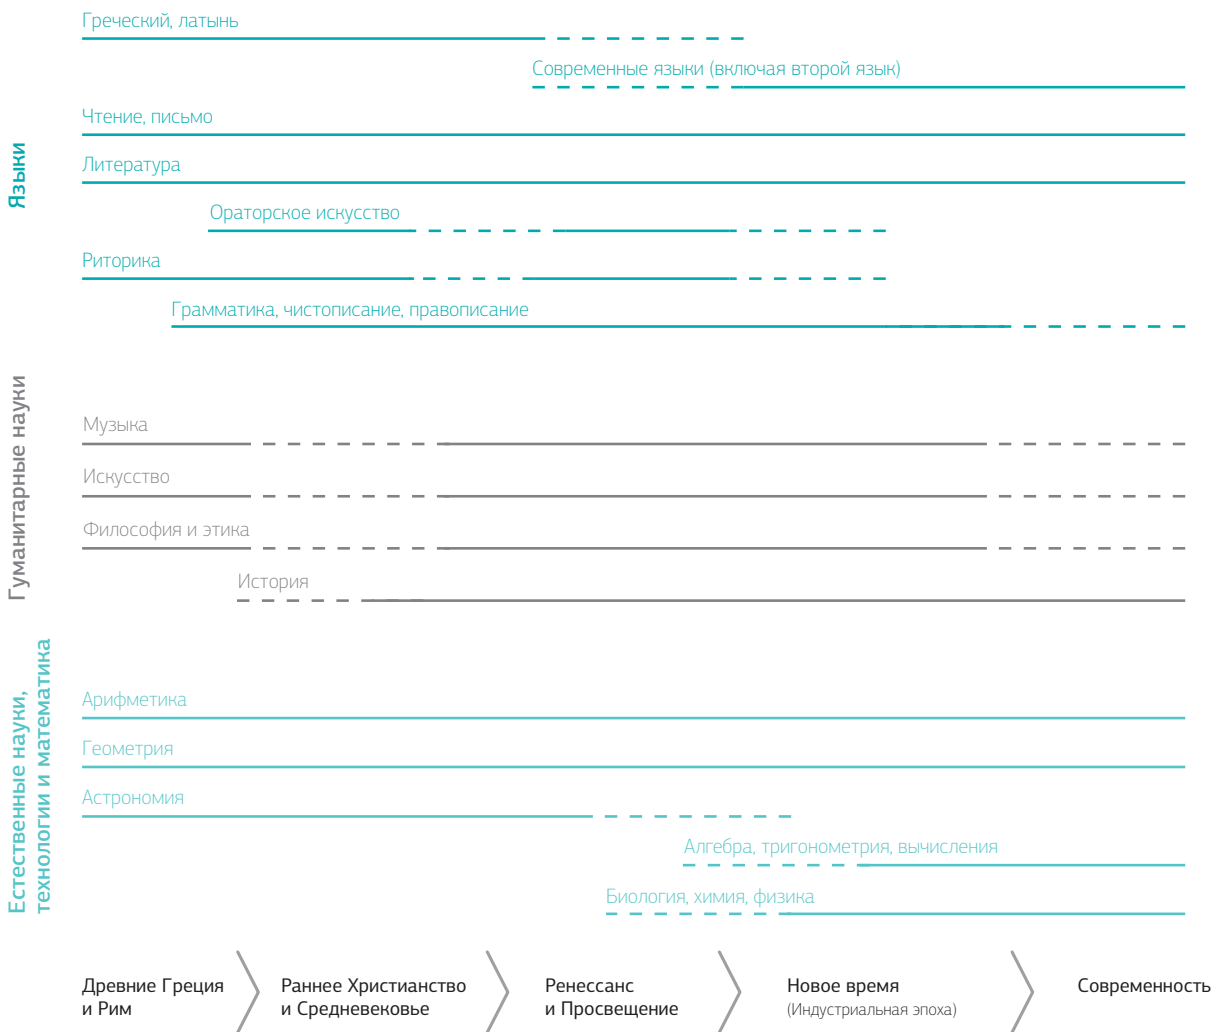 Языки
Греческий, латынь
Современные языки (включая второй язык)
Чтение, письмо
Литература
Ораторское искусство
Риторика
Грамматика, чистописание, правописание
Гуманитарные науки
Музыка
Искусство
Философия и этика
История
Естественные науки,
технологии и математика
Арифметика
Геометрия
Астрономия
Алгебра, тригонометрия, вычисления
Биология, химия, физика
Древние Греция
и Рим
Раннее Христианство
и Средневековье
Ренессанс
и Просвещение
Новое время
(Индустриальная эпоха)
Современность